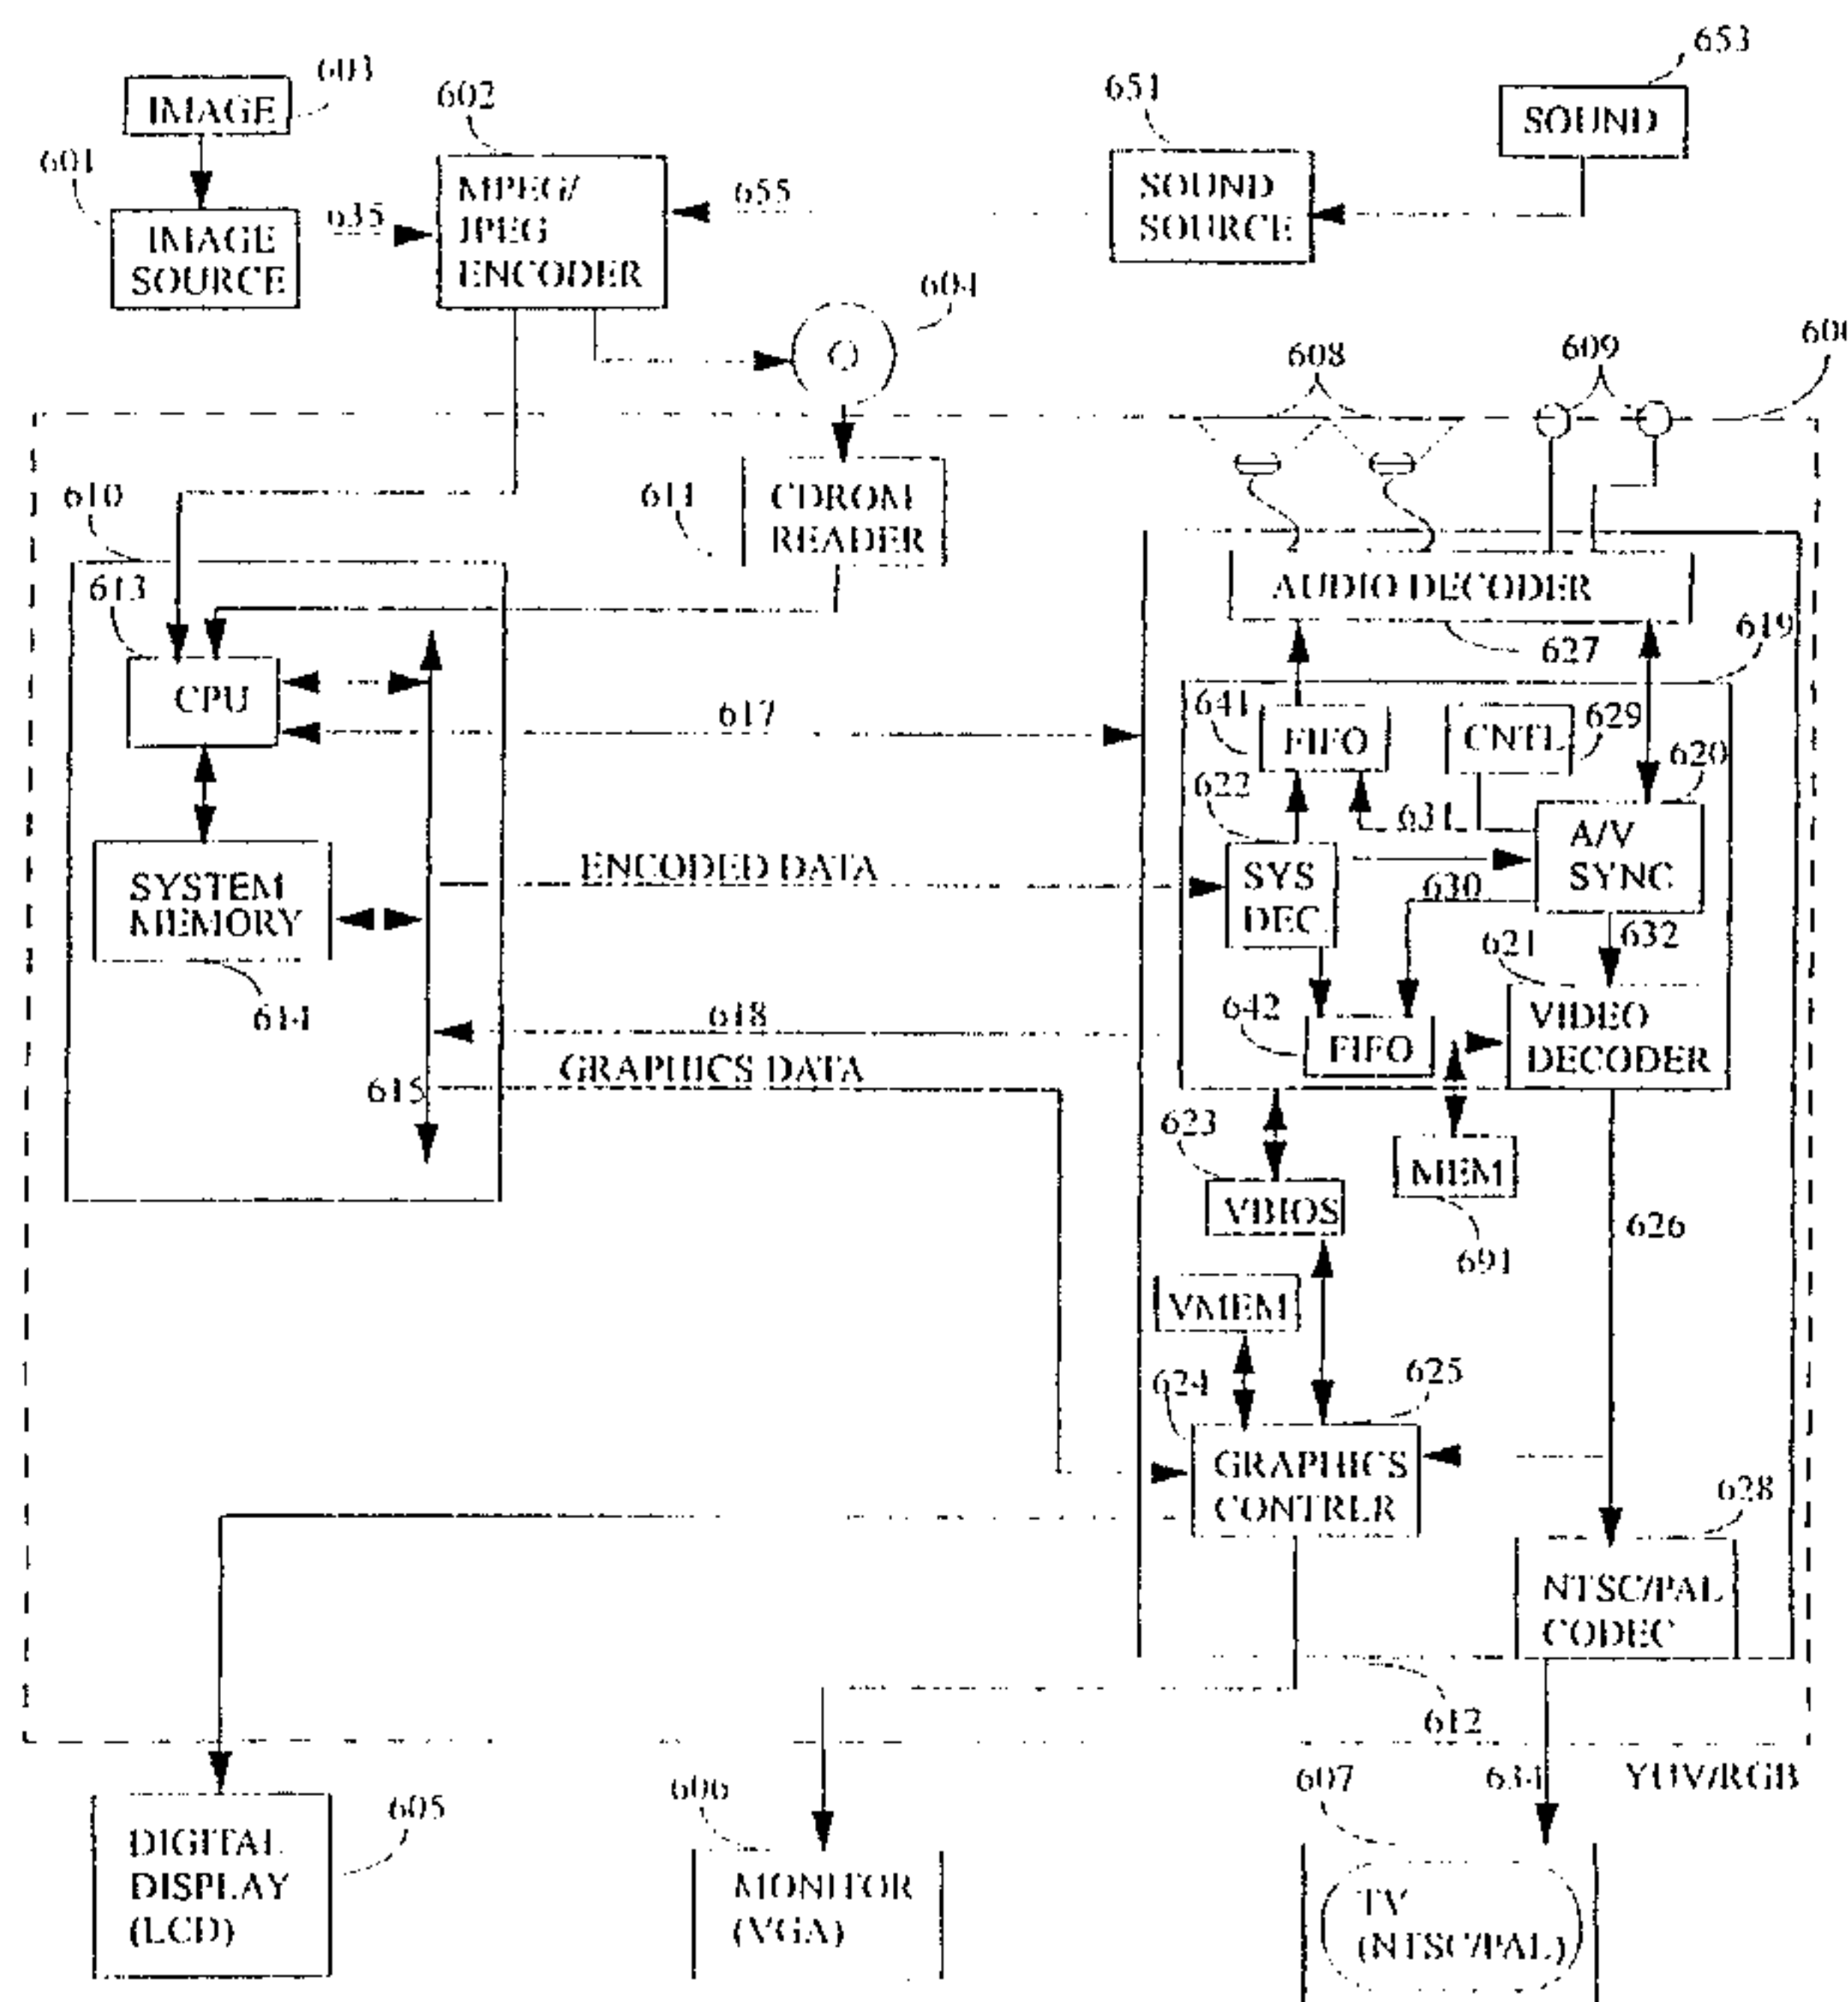 603
653
IMAGE
602
651
SOUND
601
MPEG/
JPEG
ENCODER
655
SOUND
SOURCE
635
IMAGE
SOURCE
604
608
609
600
610
611
CDROM
READER
613
AUDIO DECODER
627
619
CPU
617
641
FIFO
CNTL
629
622
620
631
A/V
SYNC
ENCODED DATA
SYSTEM
MEMORY
SYS
DEC
630
632
621
614
618
642
FIFO
VIDEO
DECODER
GRAPHICS DATA
615
623
MEM
VBIOS
691
626
VMEM
624
625
GRAPHICS
CONTRLR
628
NTSC/PAL
CODEC
612
607
634
YUV/RGB
605
606
DIGITAL
DISPLAY
(LCD)
MONITOR
(VGA)
TV
(NTSC/PAL)